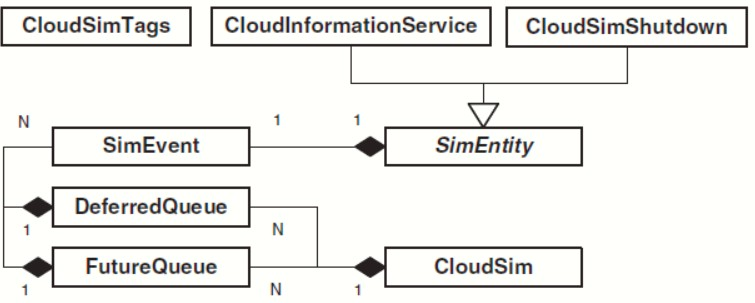 CloudSimTags
CloudInformationService
CloudSimShutdown
N
1
1
SimEvent
SimEntity
DeferredQueue
1
N
FutureQueue
CloudSim
1
N
1